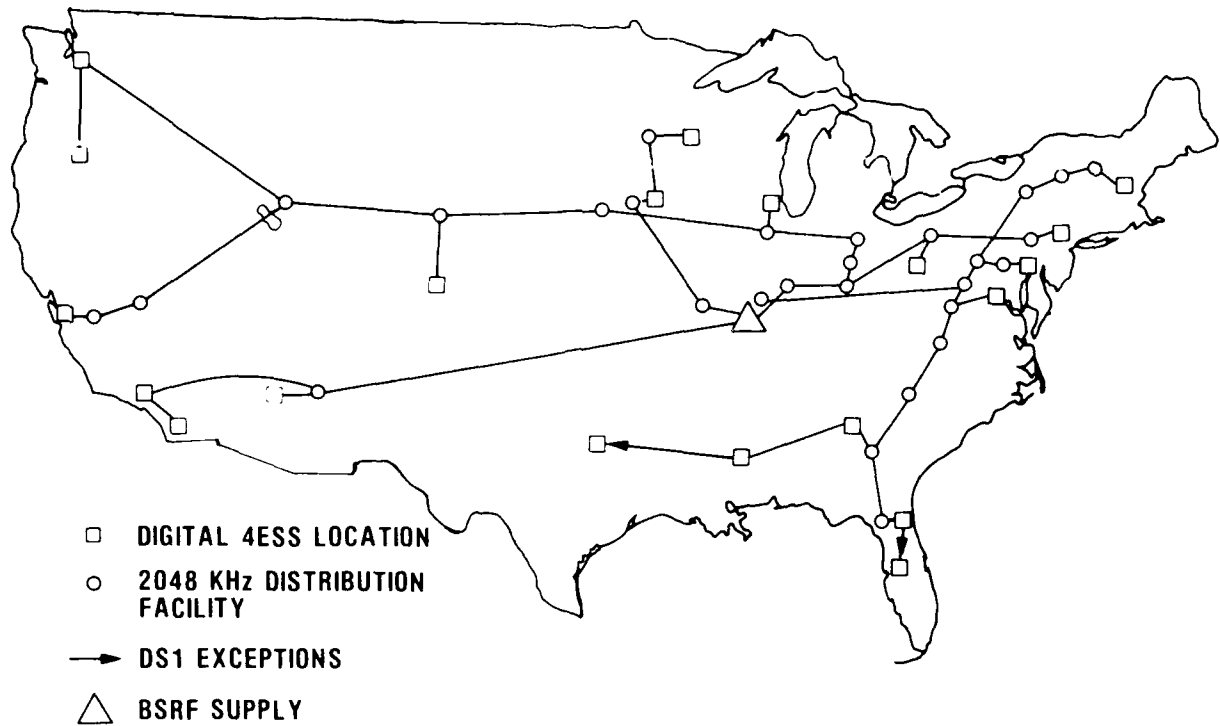 DIGITAL 4ESS LOCATION
2048 KHz DISTRIBUTION
FACILITY
DS1 EXCEPTIONS
BSRF SUPPLY